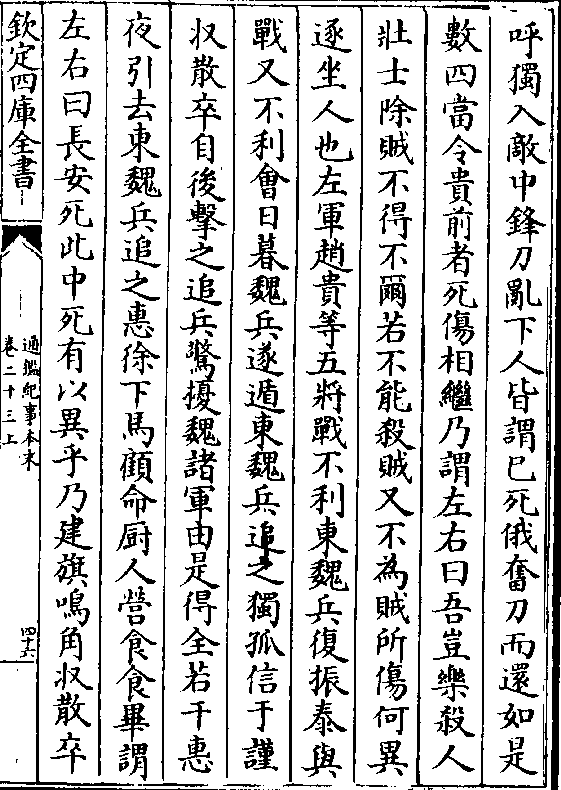 呼獨入敵中鋒刀亂下人皆謂已死俄奮刀而還如是
數四當令貴前者死傷相繼乃謂左右曰吾豈樂殺人
壯士除賊不得不爾若不能殺賊又不為賊所傷何異
逐坐人也左軍趙貴等五將戰不利東魏兵復振泰與
戰又不利會日暮魏兵遂遁東魏兵追之獨孤信于謹
収散卒自後擊之追兵驚擾魏諸軍由是得全若干惠
夜引去東魏兵追之惠徐下馬顧命厨人營食食畢謂
左右曰長安死此中死有以異乎乃建旗鳴角収散卒
欽定四庫全書
通鑑紀事本末
卷二十三上
四十五